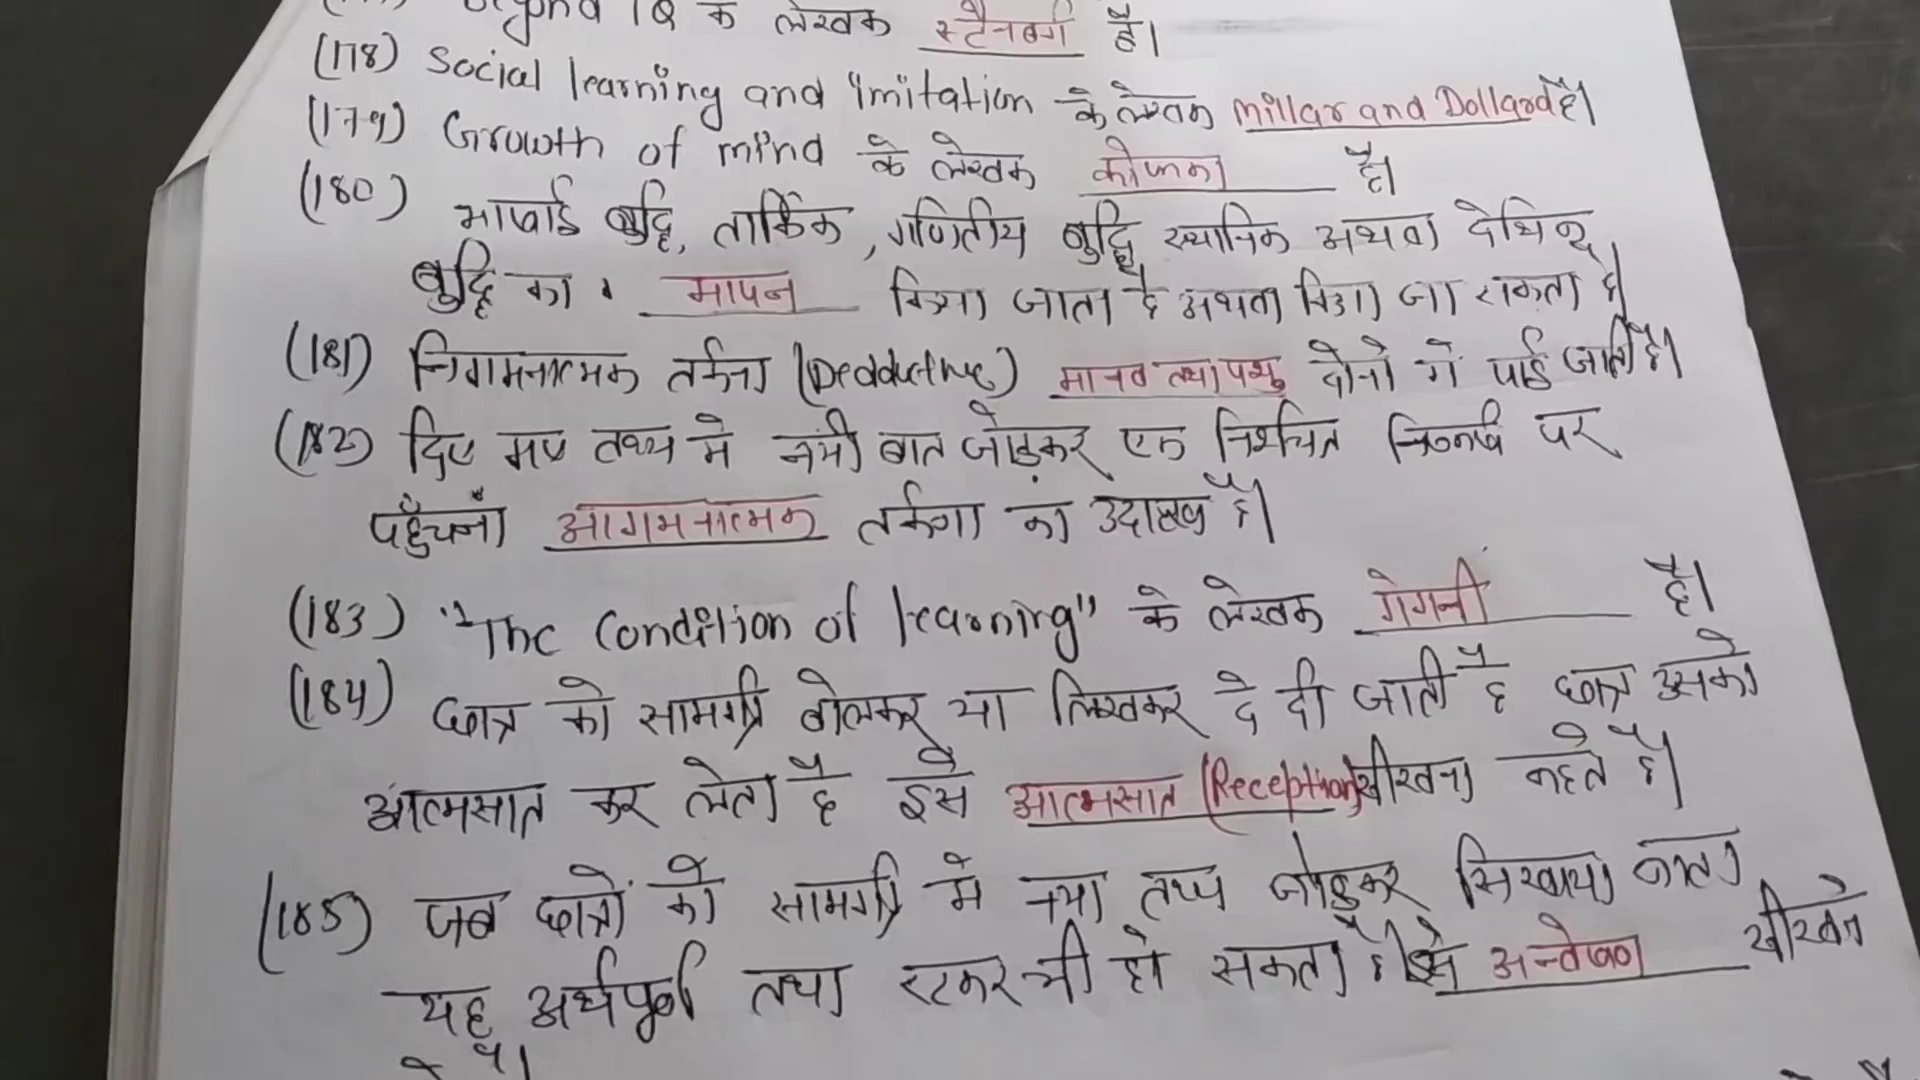 Beyond IQ के लेखक स्टैनबर्ग है।
(178) Social learning and imitation के लेखक Millar and Dollard है।
(179) Growth of mind के लेखक कोफ्का है।
(180) भाषाई बुद्धि, तार्किक, गणितीय बुद्धि स्थानिक अथवा दैशिक
बुद्धि का मापन किया जाता है अथवा किया जा सकता है।
(181) निगमनात्मक तर्कना (Dedductive) मानव तथा पशु दोनो में पाई जाती है।
(182) दिए गए तथ्य मे नयी बात जोड़कर एक निश्चित निष्कर्ष पर
पहुँचना आगमनात्मक तर्कणा का उदाहरण है।
(183) "The Condition of learning" के लेखक गेगनी है।
(184) छात्र को सामग्री बोलकर या लिखकर दे दी जाती है छात्र उसको
आत्मसात कर लेता है इसे आत्मसात (Reception) सीखना कहते है।
(185) जब छात्रों को सामग्री मे नया तथ्य जोड़कर सिखाया जाता
यह अर्थपूर्ण तथा रटकर भी हो सकता है इसे अन्वेषण सीखना